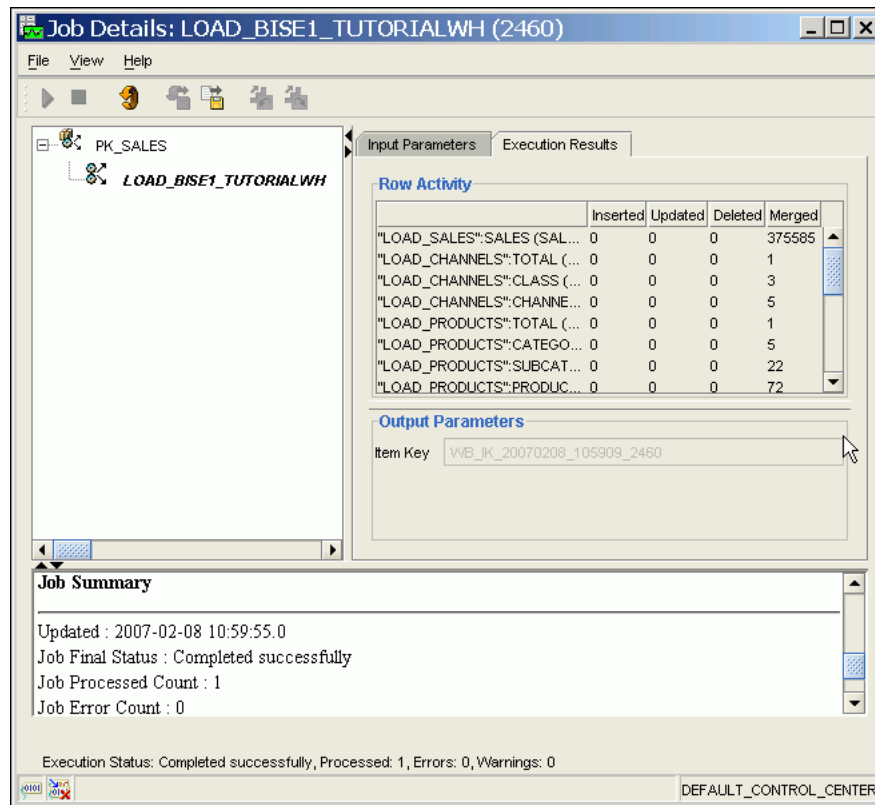 Job Details: LOAD_BISE1_TUTORIALWH (2460)
File View Help
PK_SALES
LOAD_BISE1_TUTORIALWH
Input Parameters Execution Results
Row Activity
Inserted Updated Deleted Merged
"LOAD_SALES":SALES (SAL... 0 0 0 375585
"LOAD_CHANNELS":TOTAL (... 0 0 0 1
"LOAD_CHANNELS":CLASS (... 0 0 0 3
"LOAD_CHANNELS":CHANNE... 0 0 0 5
"LOAD_PRODUCTS":TOTAL (... 0 0 0 1
"LOAD_PRODUCTS":CATEGO... 0 0 0 5
"LOAD_PRODUCTS":SUBCAT... 0 0 0 22
"LOAD_PRODUCTS":PRODUC... 0 0 0 72
Output Parameters
Item Key WB_IK_20070208_105909_2460
Job Summary
Updated : 2007-02-08 10:59:55.0
Job Final Status : Completed successfully
Job Processed Count : 1
Job Error Count : 0
Execution Status: Completed successfully, Processed: 1, Errors: 0, Warnings: 0
DEFAULT_CONTROL_CENTER